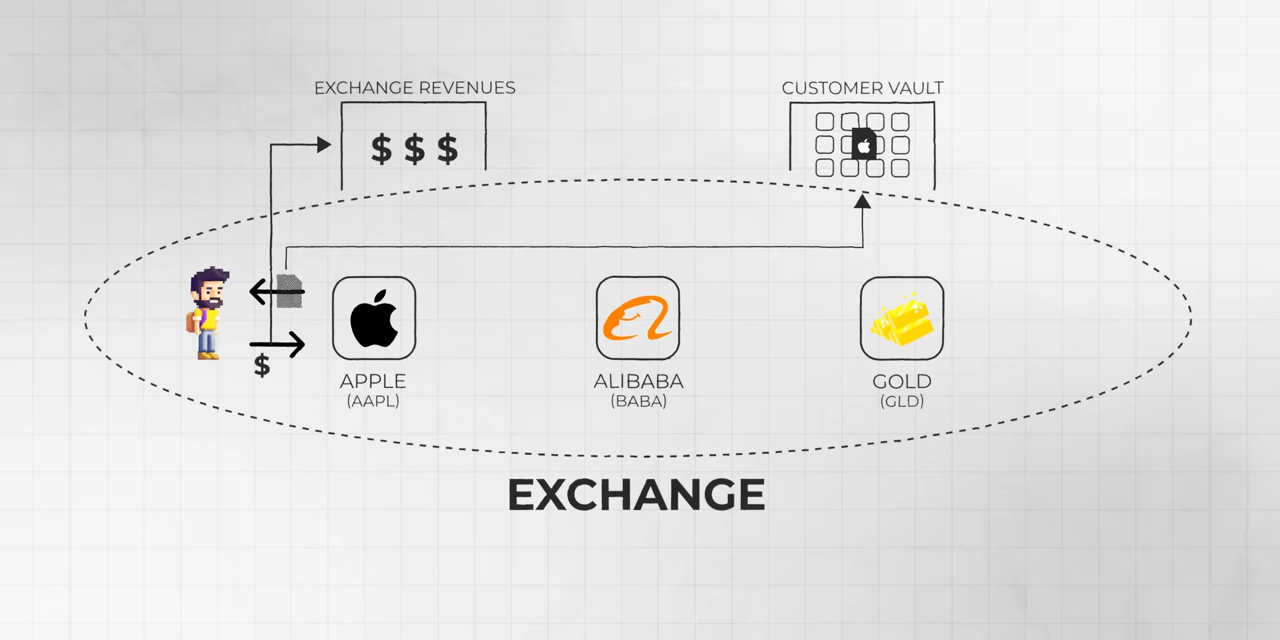 EXCHANGE REVENUES
CUSTOMER VAULT
$ $ $
$
APPLE
(AAPL)
ALIBABA
(BABA)
GOLD
(GLD)
EXCHANGE